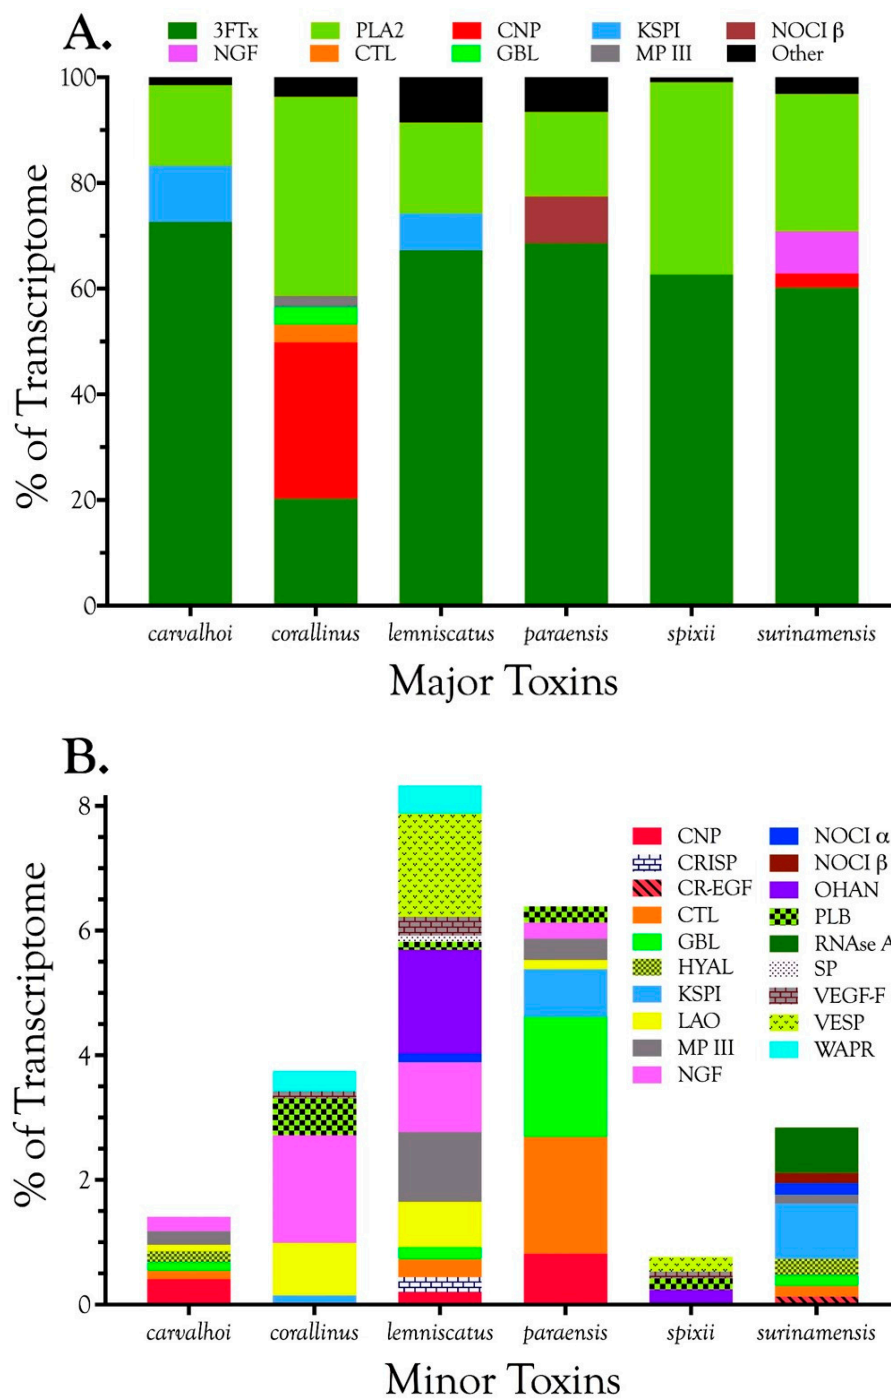 A.
3FTx PLA2 CNP KSPI NOCI β
NGF CTL GBL MP III Other
100
80
60
40
20
0
% of Transcriptome
carvalhoi corallinus lemniscatus paraensis spixii surinamensis
Major Toxins
B.
8
6
4
2
0
% of Transcriptome
CNP NOCI α
CRISP NOCI β
CR-EGF OHAN
CTL PLB
GBL RNAse A
HYAL SP
KSPI VEGF-F
LAO VESP
MP III WAPR
NGF
carvalhoi corallinus lemniscatus paraensis spixii surinamensis
Minor Toxins